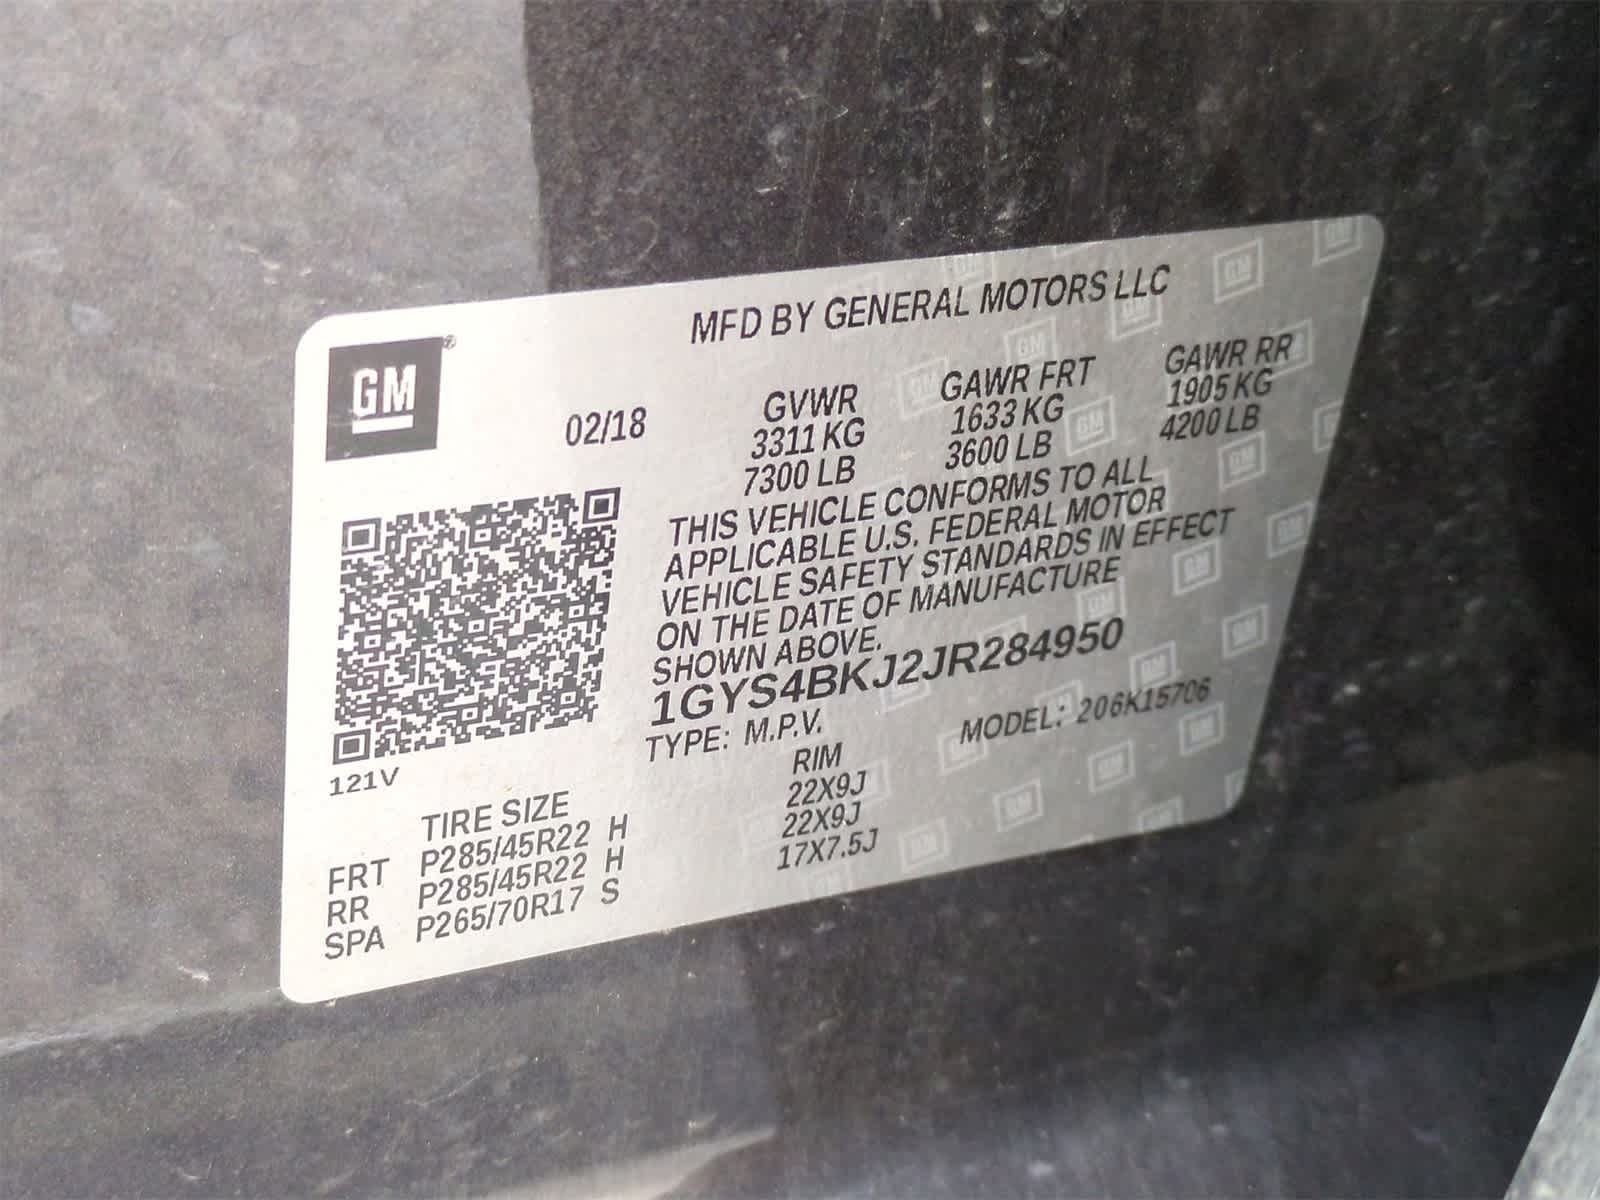 MFD BY GENERAL MOTORS LLC
GM®
02/18
GVWR GAWR FRT GAWR RR
3311 KG 1633 KG 1905 KG
7300 LB 3600 LB 4200 LB
THIS VEHICLE CONFORMS TO ALL
APPLICABLE U.S. FEDERAL MOTOR
VEHICLE SAFETY STANDARDS IN EFFECT
ON THE DATE OF MANUFACTURE
SHOWN ABOVE.
1GYS4BKJ2JR284950
TYPE: M.P.V. MODEL: 206K15706
121V
TIRE SIZE RIM
FRT P285/45R22 H 22X9J
RR P285/45R22 H 22X9J
SPA P265/70R17 S 17X7.5J